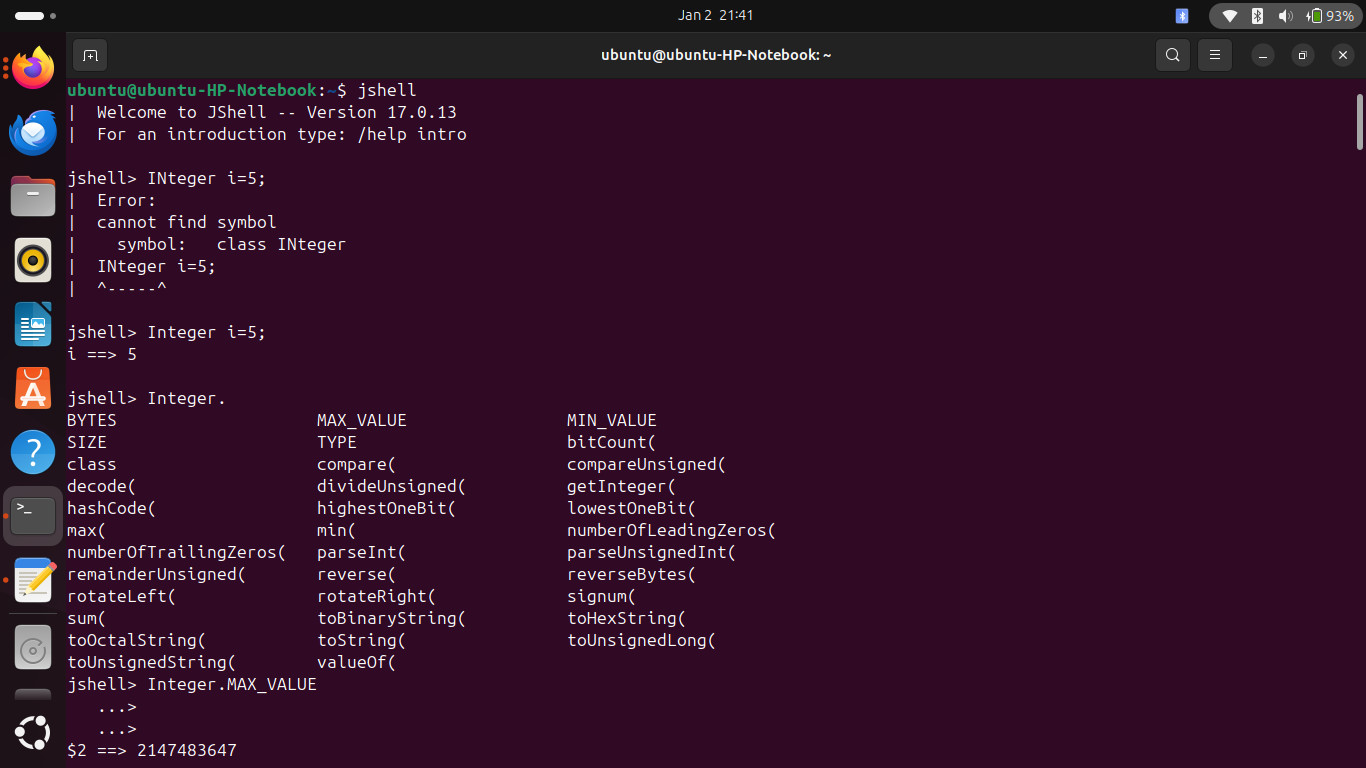 Jan 2 21:41
93%
ubuntu@ubuntu-HP-Notebook: ~
ubuntu@ubuntu-HP-Notebook:~$ jshell
|  Welcome to JShell -- Version 17.0.13
|  For an introduction type: /help intro
jshell> INteger i=5;
|  Error:
|  cannot find symbol
|    symbol:   class INteger
|  INteger i=5;
|  ^-----^
jshell> Integer i=5;
i ==> 5
jshell> Integer.
BYTES                    MAX_VALUE                MIN_VALUE
SIZE                     TYPE                     bitCount(
class                    compare(                 compareUnsigned(
decode(                  divideUnsigned(          getInteger(
hashCode(                highestOneBit(           lowestOneBit(
max(                     min(                     numberOfLeadingZeros(
numberOfTrailingZeros(   parseInt(                parseUnsignedInt(
remainderUnsigned(       reverse(                 reverseBytes(
rotateLeft(              rotateRight(             signum(
sum(                     toBinaryString(          toHexString(
toOctalString(           toString(                toUnsignedLong(
toUnsignedString(        valueOf(
jshell> Integer.MAX_VALUE
   ...>
   ...>
$2 ==> 2147483647